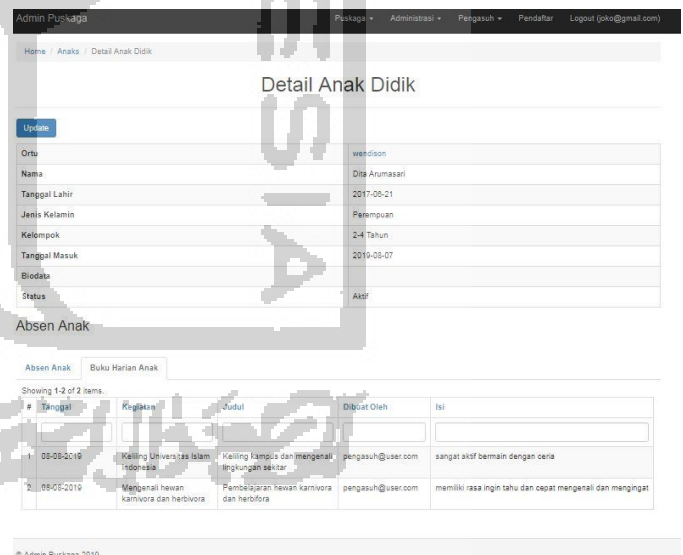 Admin Puskaga Puskaga Administrasi Pengasuh Pendaftar Logout (joko@gmail.com)
Home / Anaks / Detail Anak Didik
Detail Anak Didik
Update
Ortu wendison
Nama Dita Arumasari
Tanggal Lahir 2017-06-21
Jenis Kelamin Perempuan
Kelompok 2-4 Tahun
Tanggal Masuk 2019-08-07
Biodata
Status Aktif
Absen Anak
Absen Anak Buku Harian Anak
Showing 1-2 of 2 items.
# Tanggal Kegiatan Judul Dibuat Oleh Isi
1 08-08-2019 Keliling Universitas Islam Indonesia Keliling kampus dan mengenali lingkungan sekitar pengasuh@user.com sangat aktif bermain dengan ceria
2 08-08-2019 Mengenali hewan karnivora dan herbivora Pembelajaran hewan karnivora dan herbifora pengasuh@user.com memiliki rasa ingin tahu dan cepat mengenali dan mengingat
© Admin Puskaga 2019